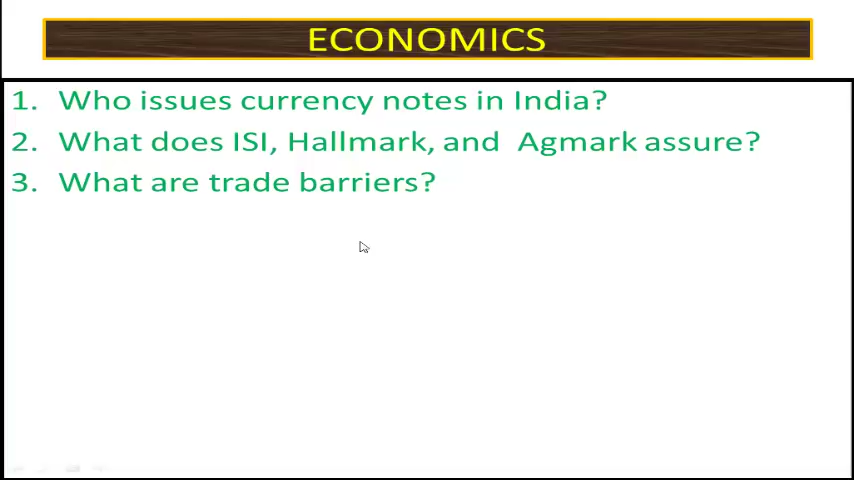 ECONOMICS
1. Who issues currency notes in India?
2. What does ISI, Hallmark, and Agmark assure?
3. What are trade barriers?